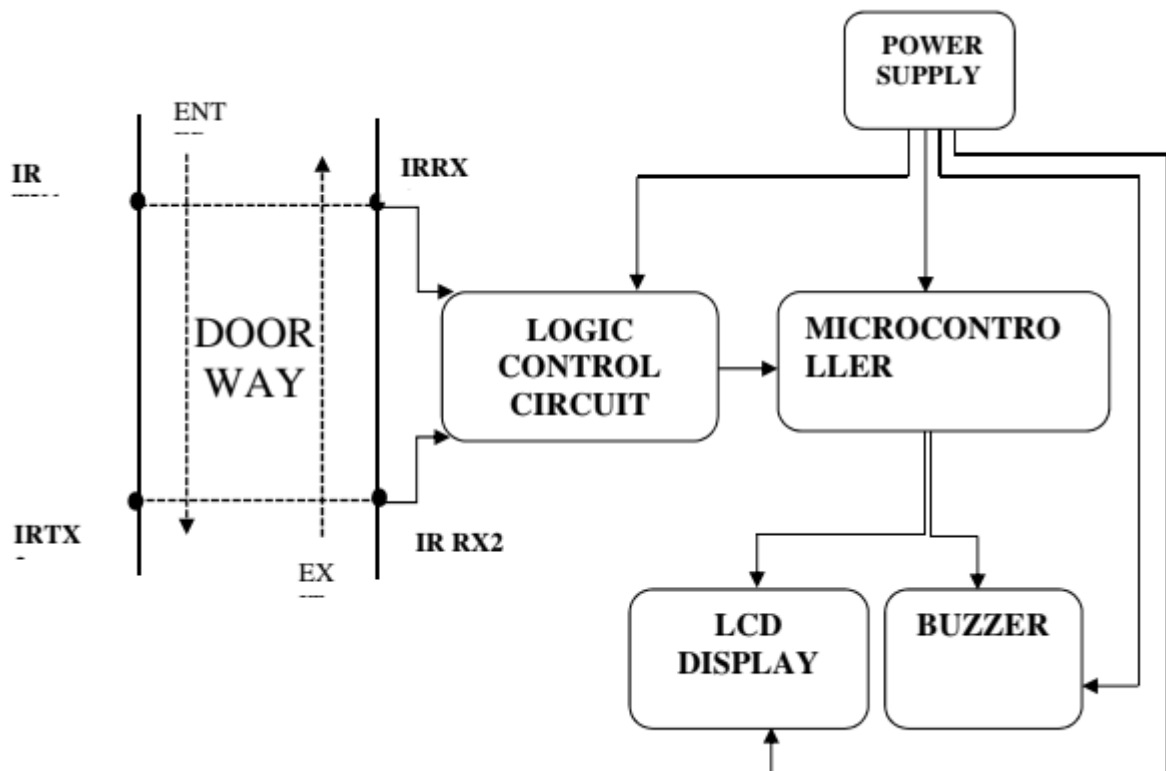 POWER
SUPPLY
ENT
IR
IRRX
DOOR
WAY
LOGIC
CONTROL
CIRCUIT
MICROCONTRO
LLER
IRTX
IR RX2
EX
LCD
DISPLAY
BUZZER